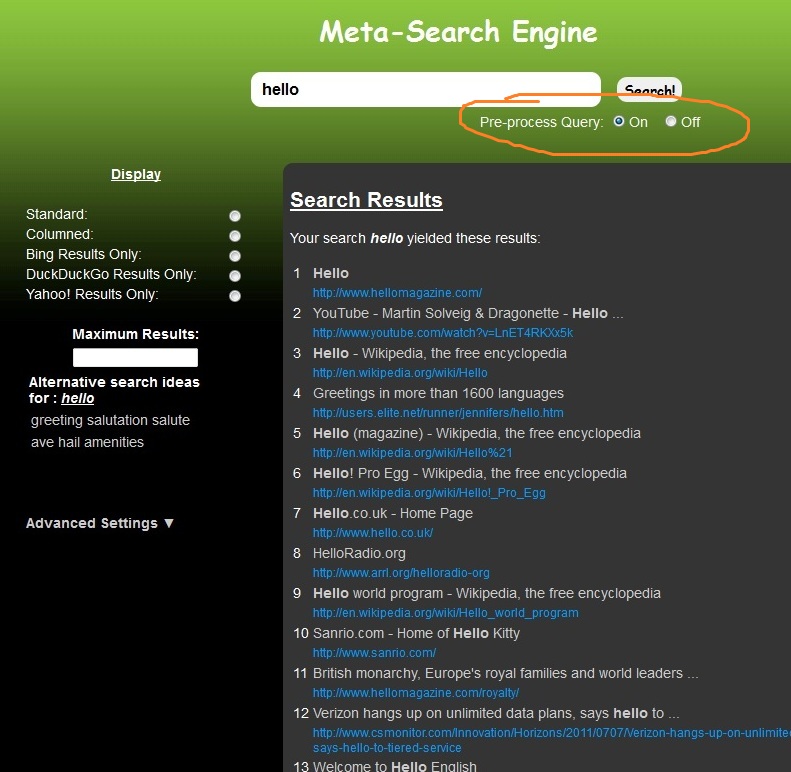 Meta-Search Engine
hello
Search!
Pre-process Query: On Off
Display
Standard:
Columned:
Bing Results Only:
DuckDuckGo Results Only:
Yahoo! Results Only:
Maximum Results:
Alternative search ideas
for : hello
greeting salutation salute
ave hail amenities
Advanced Settings ▼
Search Results
Your search hello yielded these results:
1 Hello
http://www.hellomagazine.com/
2 YouTube - Martin Solveig & Dragonette - Hello ...
http://www.youtube.com/watch?v=LnET4RKXx5k
3 Hello - Wikipedia, the free encyclopedia
http://en.wikipedia.org/wiki/Hello
4 Greetings in more than 1600 languages
http://users.elite.net/runner/jennifers/hello.htm
5 Hello (magazine) - Wikipedia, the free encyclopedia
http://en.wikipedia.org/wiki/Hello%21
6 Hello! Pro Egg - Wikipedia, the free encyclopedia
http://en.wikipedia.org/wiki/Hello!_Pro_Egg
7 Hello.co.uk - Home Page
http://www.hello.co.uk/
8 HelloRadio.org
http://www.arrl.org/helloradio-org
9 Hello world program - Wikipedia, the free encyclopedia
http://en.wikipedia.org/wiki/Hello_world_program
10 Sanrio.com - Home of Hello Kitty
http://www.sanrio.com/
11 British monarchy, Europe's royal families and world leaders ...
http://www.hellomagazine.com/royalty/
12 Verizon hangs up on unlimited data plans, says hello to ...
http://www.csmonitor.com/Innovation/Horizons/2011/0707/Verizon-hangs-up-on-unlimited
says-hello-to-tiered-service
13 Welcome to Hello English